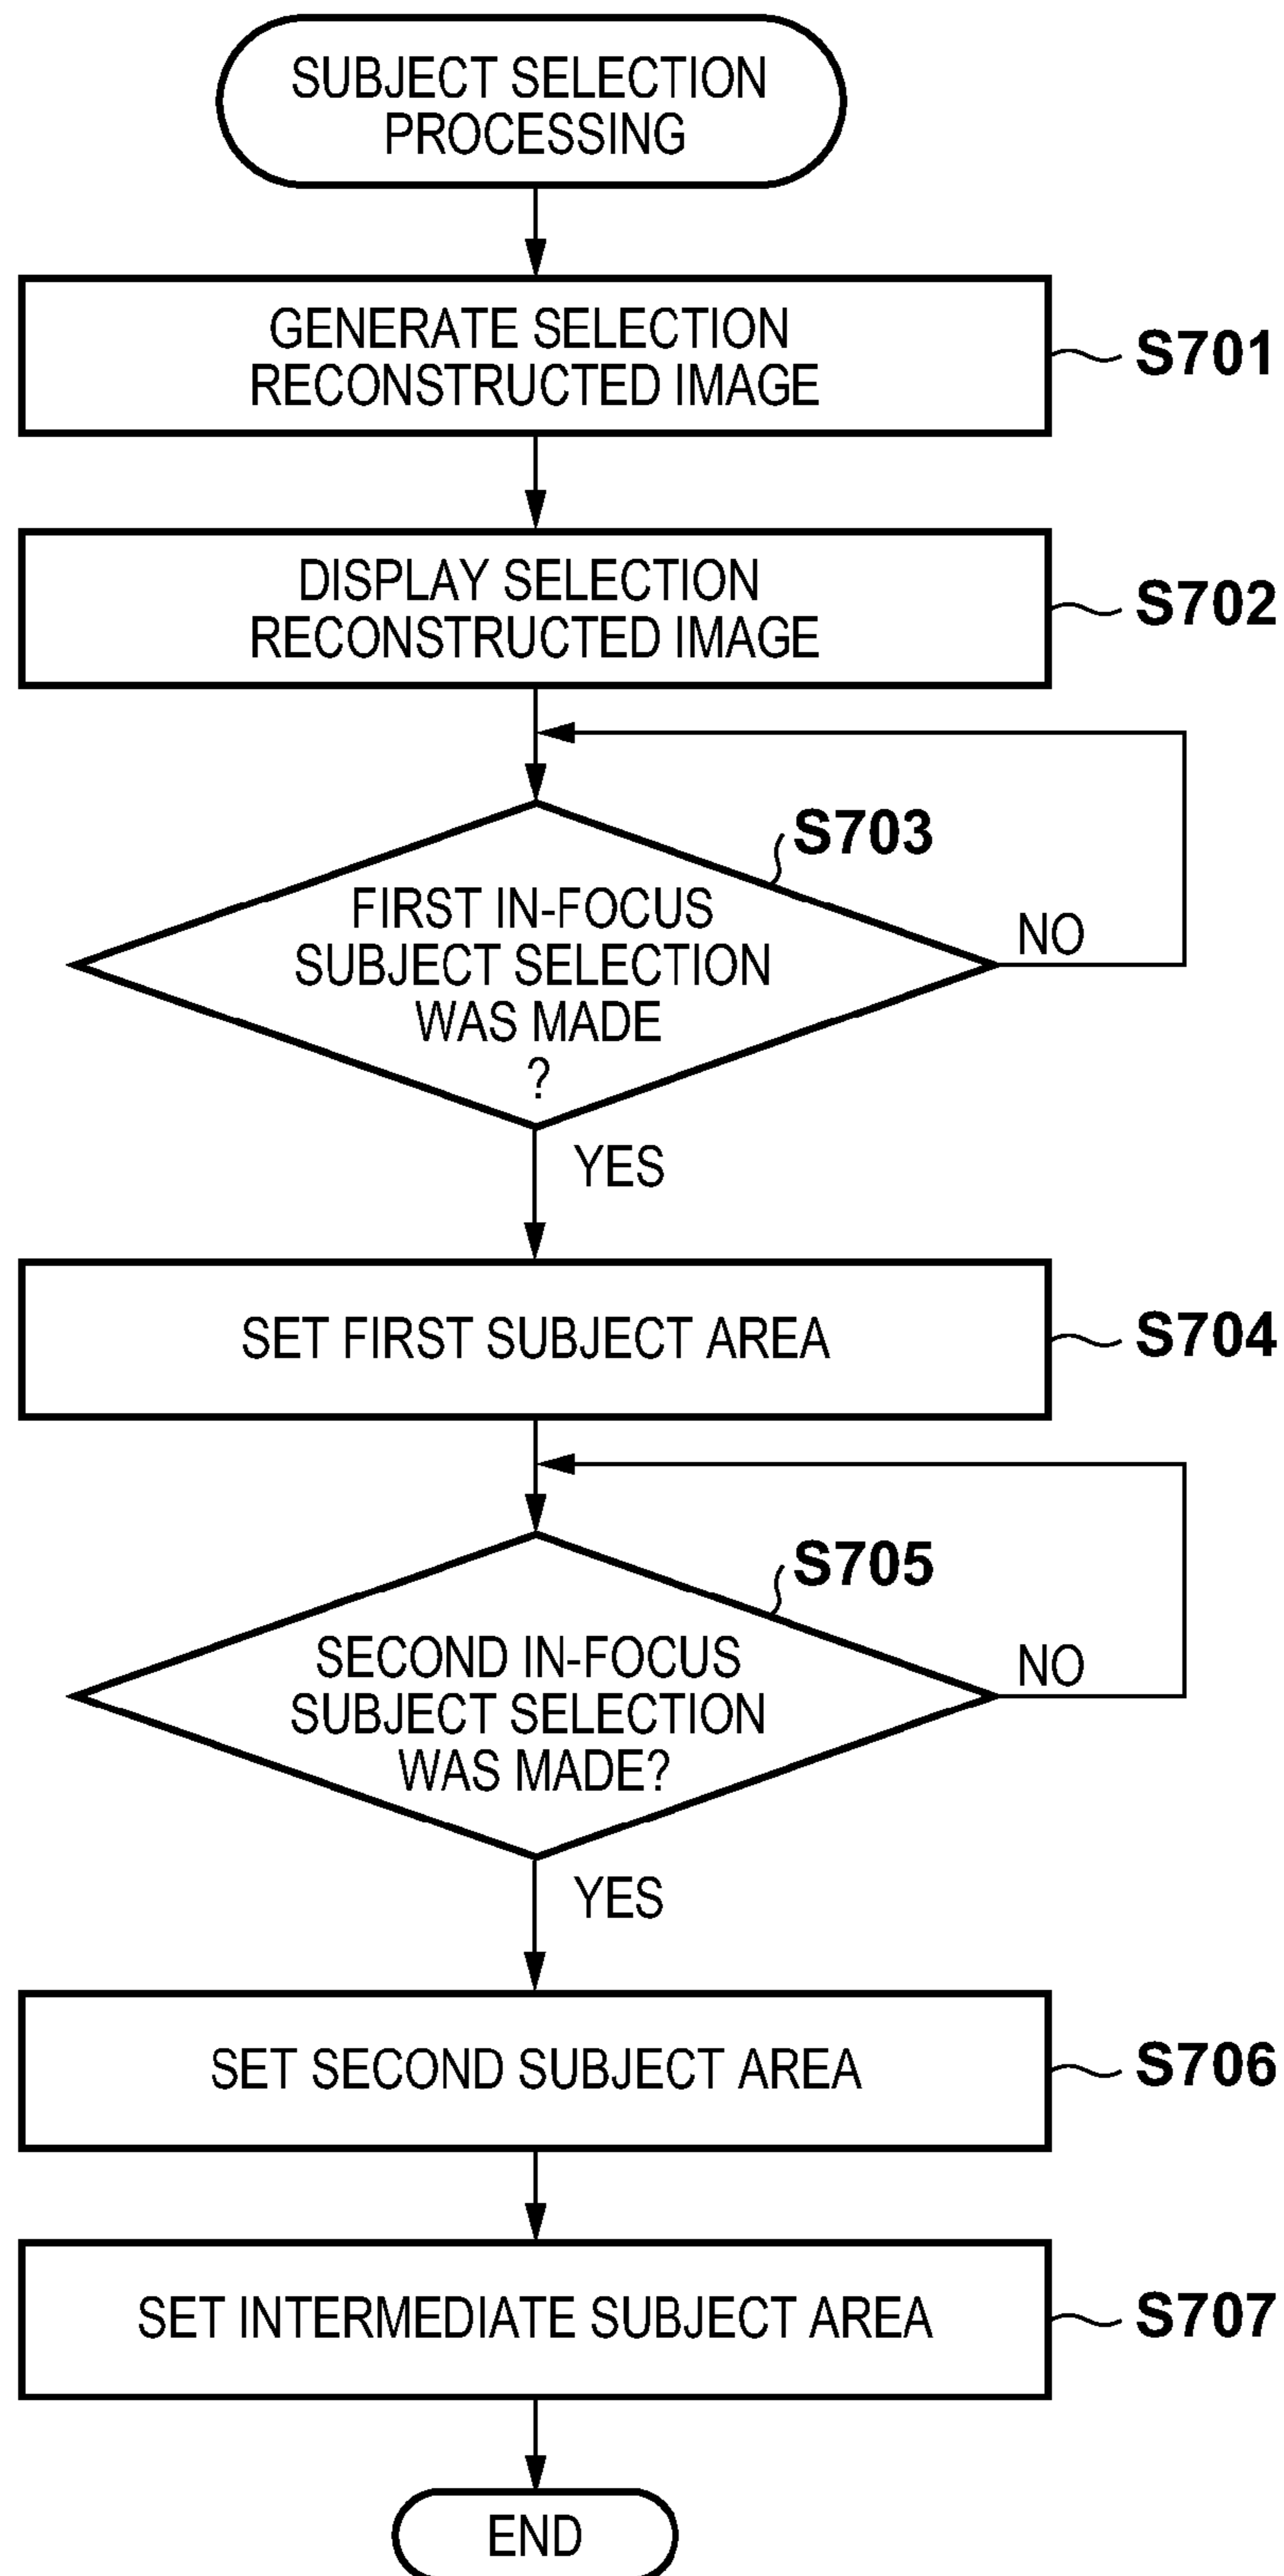 SUBJECT SELECTION
PROCESSING
GENERATE SELECTION
RECONSTRUCTED IMAGE
S701
DISPLAY SELECTION
RECONSTRUCTED IMAGE
S702
S703
FIRST IN-FOCUS
SUBJECT SELECTION
WAS MADE
?
NO
YES
SET FIRST SUBJECT AREA
S704
S705
SECOND IN-FOCUS
SUBJECT SELECTION
WAS MADE?
NO
YES
SET SECOND SUBJECT AREA
S706
SET INTERMEDIATE SUBJECT AREA
S707
END